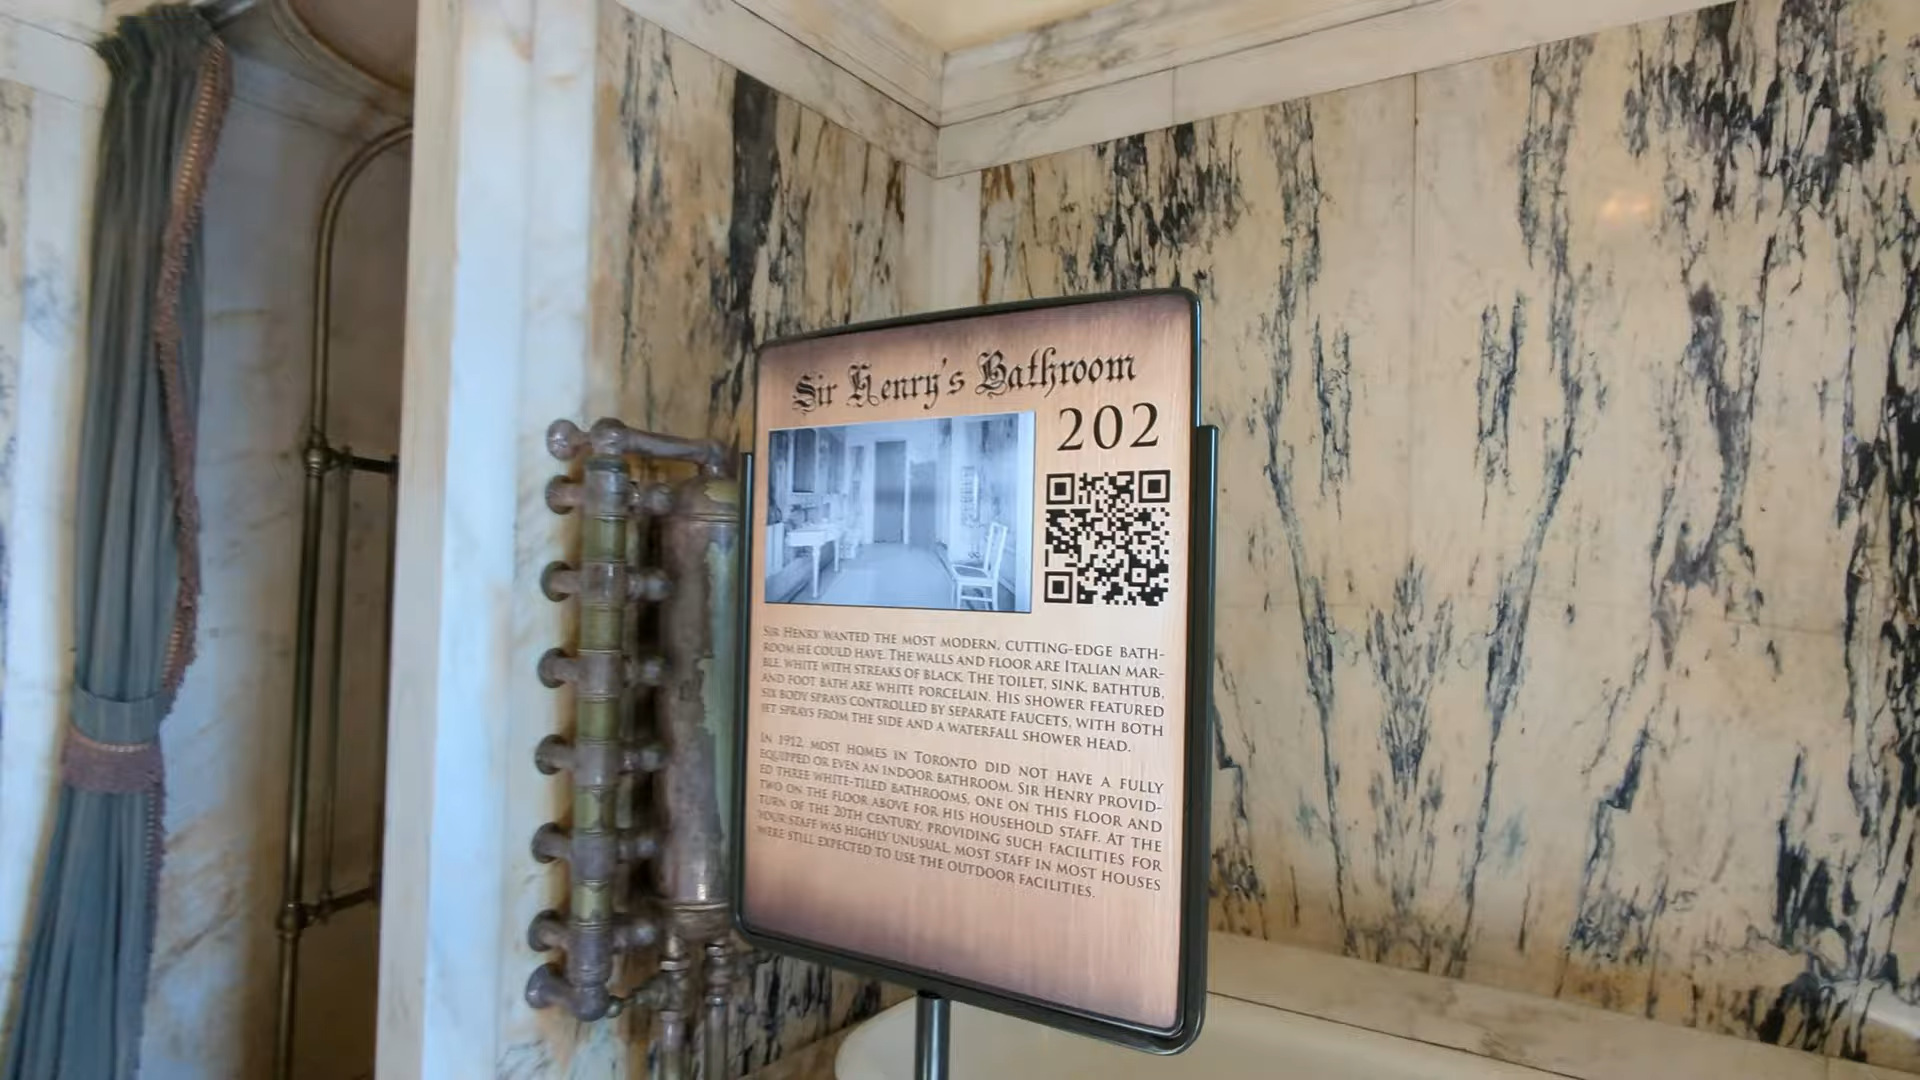 Sir Henry's Bathroom
202
SIR HENRY WANTED THE MOST MODERN, CUTTING-EDGE BATH-
ROOM HE COULD HAVE. THE WALLS AND FLOOR ARE ITALIAN MAR-
BLE, WHITE WITH STREAKS OF BLACK. THE TOILET, SINK, BATHTUB,
AND FOOT BATH ARE WHITE PORCELAIN. HIS SHOWER FEATURED
SIX BODY SPRAYS CONTROLLED BY SEPARATE FAUCETS, WITH BOTH
JET SPRAYS FROM THE SIDE AND A WATERFALL SHOWER HEAD.
IN 1912, MOST HOMES IN TORONTO DID NOT HAVE A FULLY
EQUIPPED OR EVEN AN INDOOR BATHROOM. SIR HENRY PROVID-
ED THREE WHITE-TILED BATHROOMS, ONE ON THIS FLOOR AND
TWO ON THE FLOOR ABOVE FOR HIS HOUSEHOLD STAFF. AT THE
TURN OF THE 20TH CENTURY, PROVIDING SUCH FACILITIES FOR
YOUR STAFF WAS HIGHLY UNUSUAL. MOST STAFF IN MOST HOUSES
WERE STILL EXPECTED TO USE THE OUTDOOR FACILITIES.